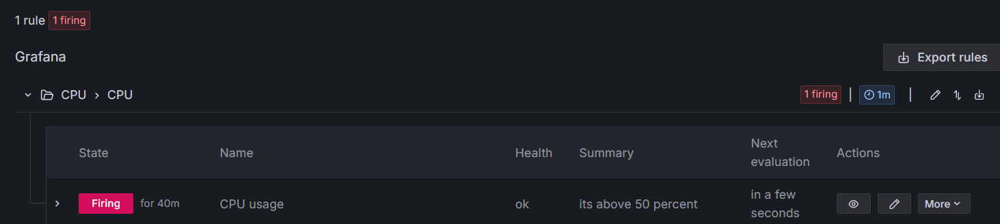 1 rule 1 firing
Grafana
Export rules
CPU > CPU
1 firing | 1m |
State Name Health Summary Next evaluation Actions
Firing for 40m CPU usage ok its above 50 percent in a few seconds More